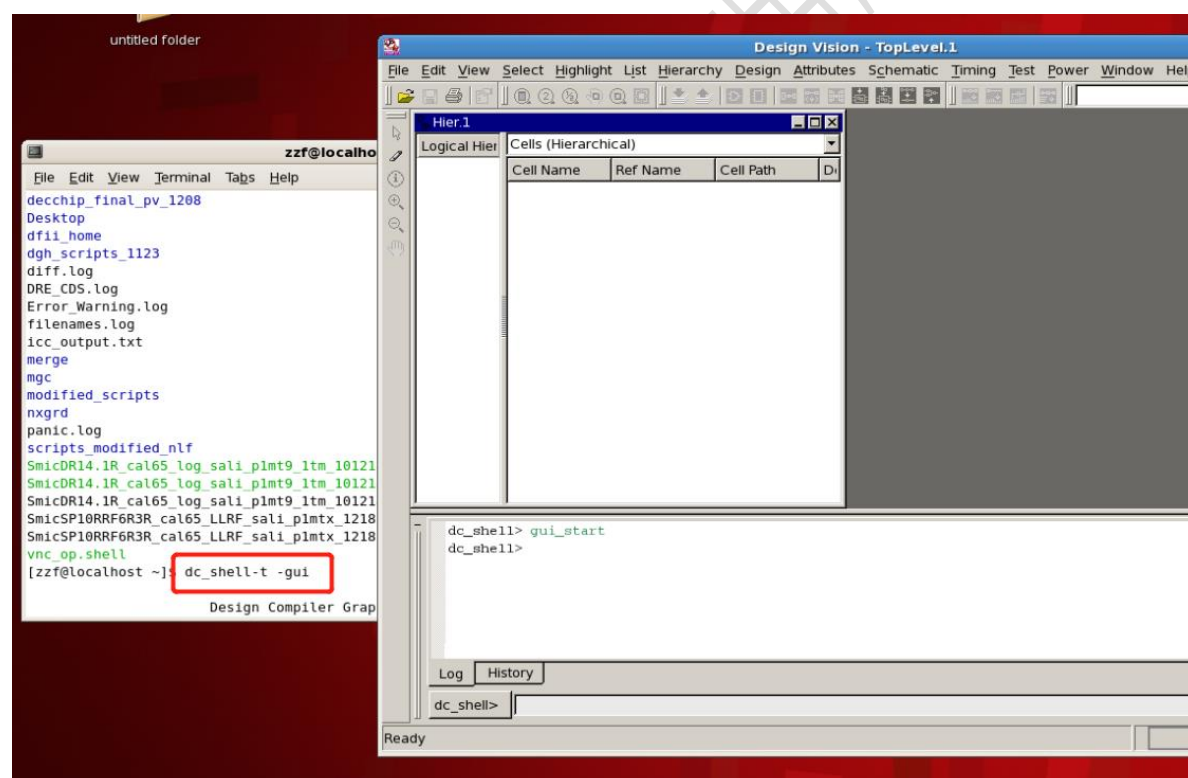 untitled folder
Design Vision - TopLevel.1
File Edit View Select Highlight List Hierarchy Design Attributes Schematic Timing Test Power Window Hel
Hier.1
Logical Hier
Cells (Hierarchical)
Cell Name Ref Name Cell Path
zzf@localho
File Edit View Terminal Tabs Help
decchip_final_pv_1208
Desktop
dfii_home
dgh_scripts_1123
diff.log
DRE_CDS.log
Error_Warning.log
filenames.log
icc_output.txt
merge
mgc
modified_scripts
nxgrd
panic.log
scripts_modified_nlf
SmicDR14.1R_cal65_log_sali_p1mt9_1tm_10121
SmicDR14.1R_cal65_log_sali_p1mt9_1tm_10121
SmicDR14.1R_cal65_log_sali_p1mt9_1tm_10121
SmicSP10RRF6R3R_cal65_LLRF_sali_p1mtx_1218
SmicSP10RRF6R3R_cal65_LLRF_sali_p1mtx_1218
vnc_op.shell
[zzf@localhost ~]$ dc_shell-t -gui
Design Compiler Grap
dc_shell> gui_start
dc_shell>
Log History
dc_shell>
Ready